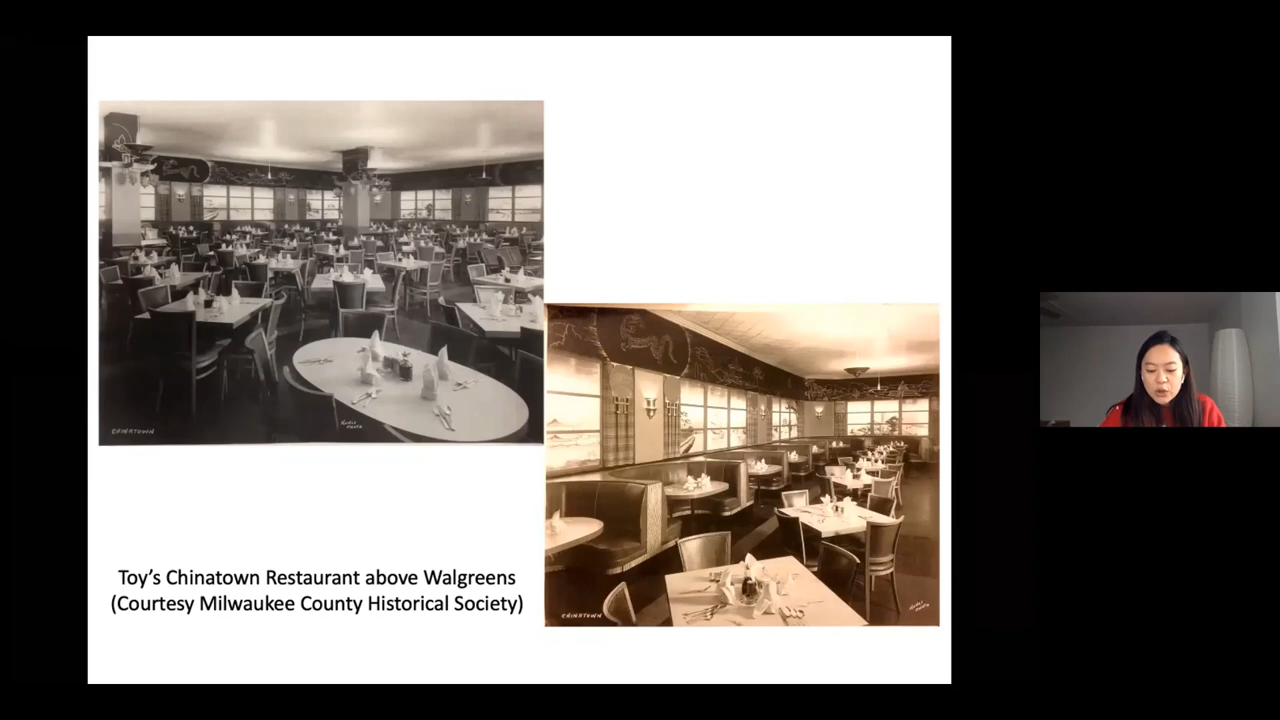 CHINATOWN
CHINATOWN
Toy's Chinatown Restaurant above Walgreens
(Courtesy Milwaukee County Historical Society)